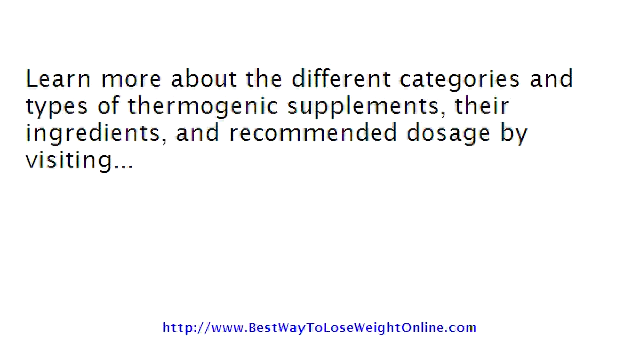 Learn more about the different categories and
types of thermogenic supplements, their
ingredients, and recommended dosage by
visiting...
http://www.BestWayToLoseWeightOnline.com